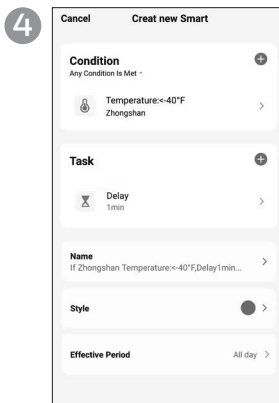 4
Cancel Creat new Smart
Condition
Any Condition Is Met
Temperature:<-40°F
Zhongshan
Task
Delay
1min
Name
If Zhongshan Temperature:<-40°F,Delay1min...
Style
Effective Period All day